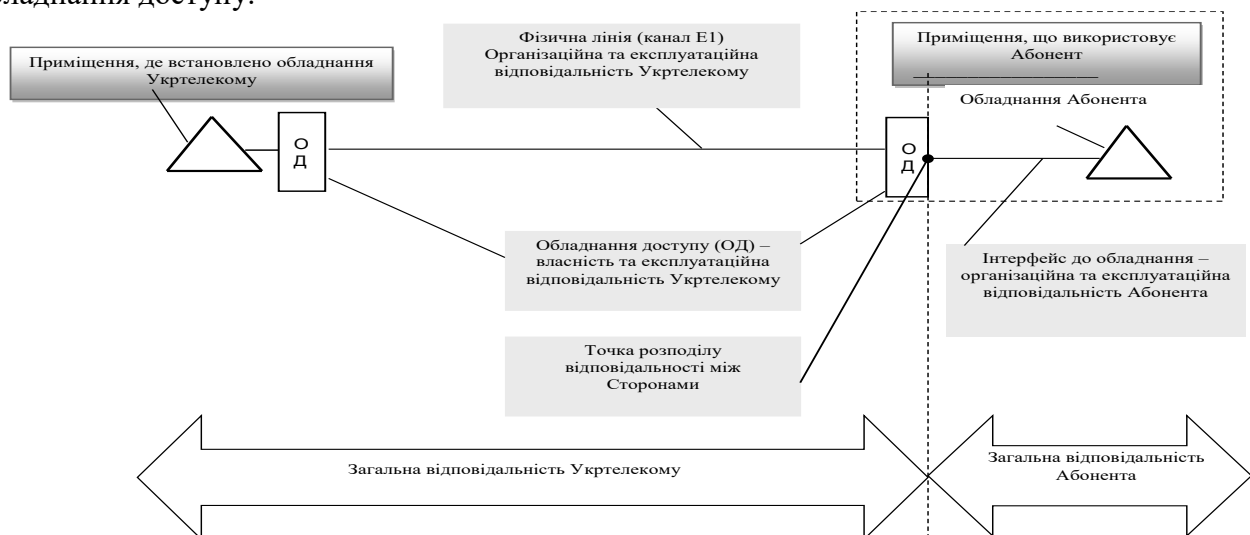 ладнання доступу.
Приміщення, де встановлено обладнання
Укртелекому
Фізична лінія (канал Е1)
Організаційна та експлуатаційна
відповідальність Укртелекому
Приміщення, що використовує
Абонент
Обладнання Абонента
О
Д
О
Д
Обладнання доступу (ОД) –
власність та експлуатаційна
відповідальність Укртелекому
Інтерфейс до обладнання –
організаційна та експлуатаційна
відповідальність Абонента
Точка розподілу
відповідальності між
Сторонами
Загальна відповідальність Укртелекому
Загальна відповідальність
Абонента